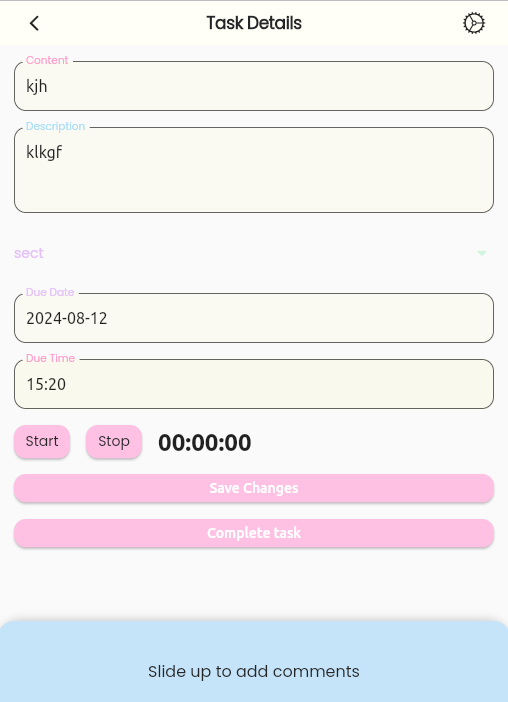 Task Details
Content
kjh
Description
klkgf
sect
Due Date
2024-08-12
Due Time
15:20
Start Stop 00:00:00
Save Changes
Complete task
Slide up to add comments